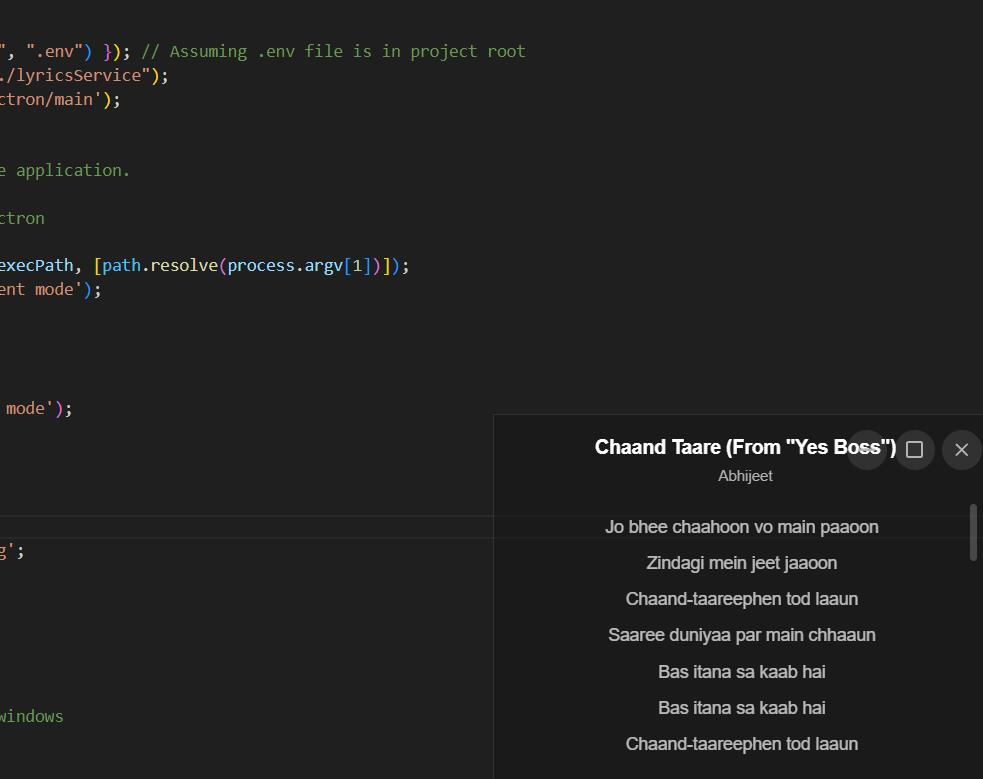 ", ".env") }); // Assuming .env file is in project root
./lyricsService");
ctron/main');
e application.
ctron
execPath, [path.resolve(process.argv[1])]);
ent mode');
mode');
g';
windows
Chaand Taare (From "Yes Boss")
Abhijeet
Jo bhee chaahoon vo main paaoon
Zindagi mein jeet jaaoon
Chaand-taareephen tod laaun
Saaree duniyaa par main chhaaun
Bas itana sa kaab hai
Bas itana sa kaab hai
Chaand-taareephen tod laaun